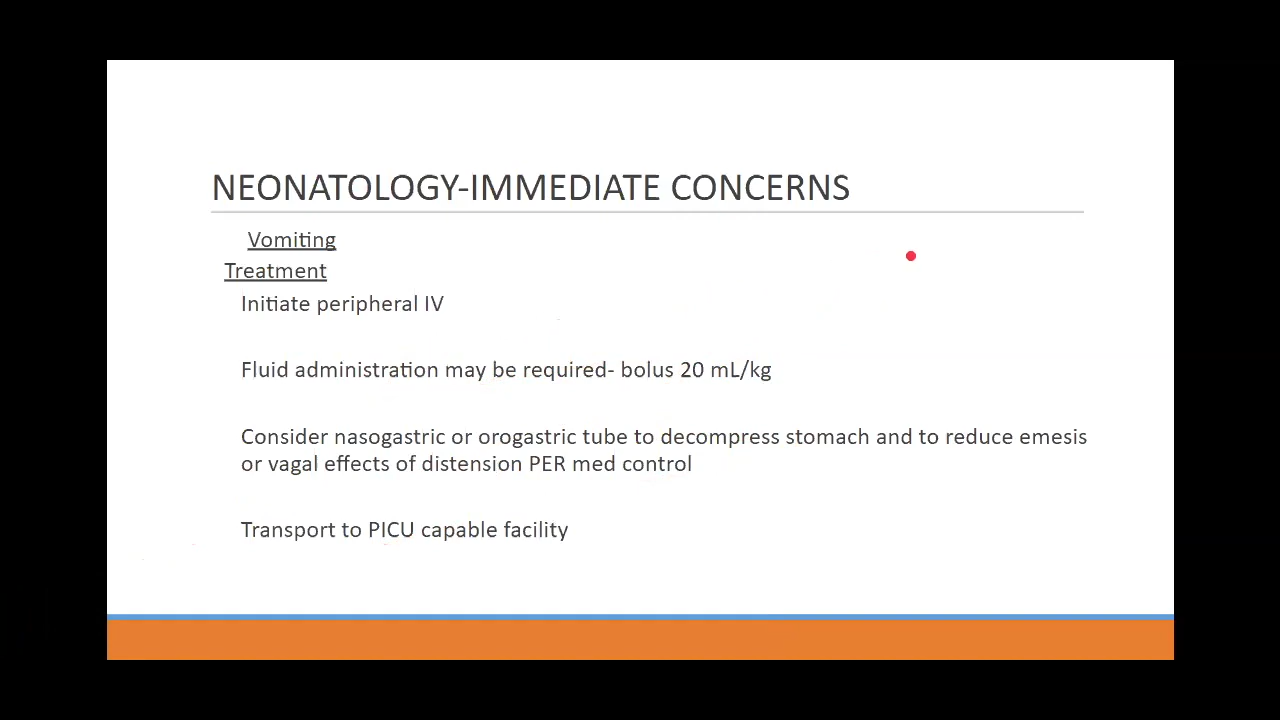 NEONATOLOGY-IMMEDIATE CONCERNS
Vomiting
Treatment
Initiate peripheral IV
Fluid administration may be required- bolus 20 mL/kg
Consider nasogastric or orogastric tube to decompress stomach and to reduce emesis
or vagal effects of distension PER med control
Transport to PICU capable facility